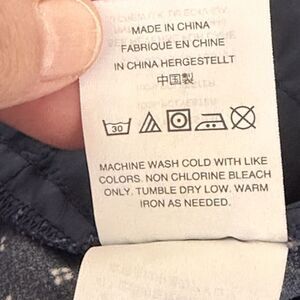 MADE IN CHINA
FABRIQUÉ EN CHINE
IN CHINA HERGESTELLT
中国製
30
MACHINE WASH COLD WITH LIKE
COLORS. NON CHLORINE BLEACH
ONLY. TUMBLE DRY LOW. WARM
IRON AS NEEDED.